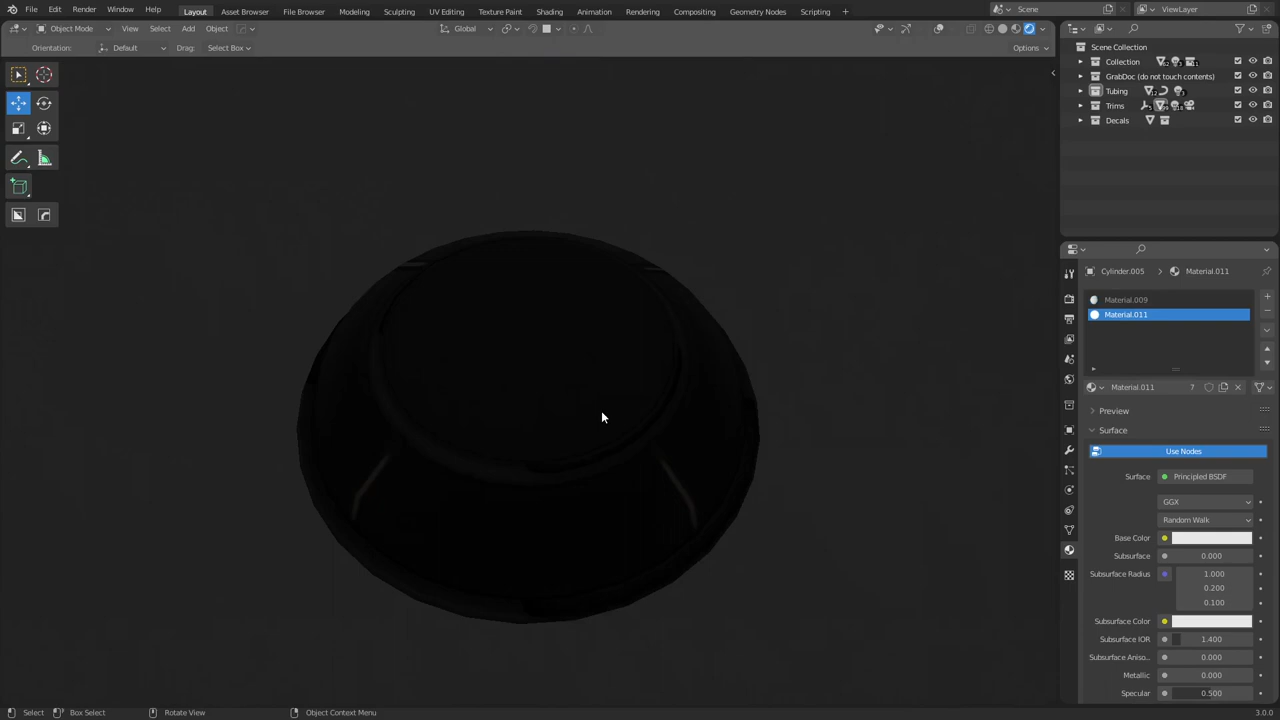 File Edit Render Window Help Layout Asset Browser File Browser Modeling Sculpting UV Editing Texture Paint Shading Animation Rendering Compositing Geometry Nodes Scripting + Scene ViewLayer
Object Mode View Select Add Object Global
Orientation: Default Drag: Select Box Options
Scene Collection
Collection
GrabDoc (do not touch contents)
Tubing
Trims
Decals
Cylinder.005 > Material.011
Material.009
Material.011
Material.011 7
Preview
Surface
Use Nodes
Surface Principled BSDF
GGX
Random Walk
Base Color
Subsurface 0.000
Subsurface Radius 1.000
0.200
0.100
Subsurface Color
Subsurface IOR 1.400
Subsurface Aniso... 0.000
Metallic 0.000
Specular 0.500
Select Box Select Rotate View Object Context Menu 3.0.0